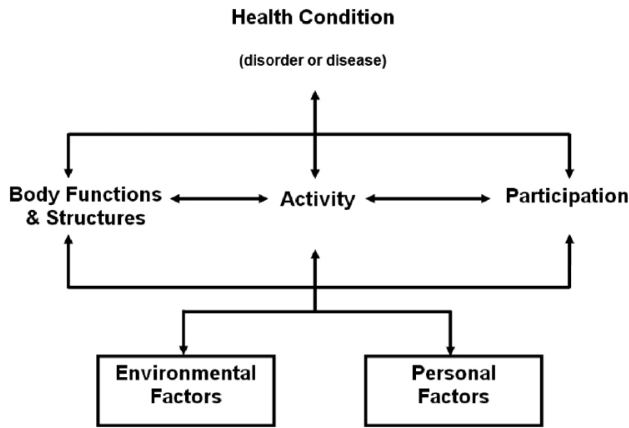 Health Condition
(disorder or disease)
Body Functions
& Structures
Activity
Participation
Environmental
Factors
Personal
Factors